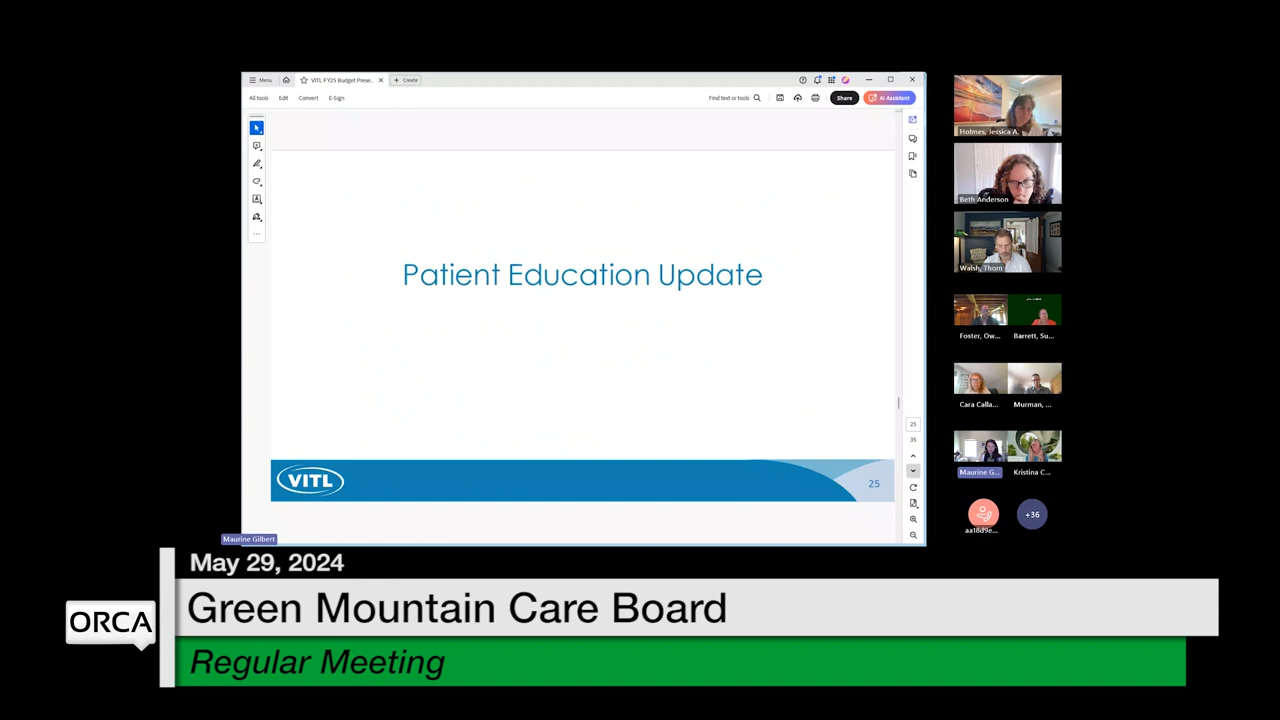 Menu
VITL FY25 Budget Prese...
Create
All tools
Edit
Convert
E-Sign
Find text or tools
Share
AI Assistant
Patient Education Update
25
35
VITL
25
Maurine Gilbert
Holmes, Jessica A.
Beth Anderson
Walsh, Thom
Foster, Ow...
Barrett, Su...
Cara Calla...
Murman, ...
Maurine G...
Kristina C...
aa18d9e...
+36
May 29, 2024
ORCA
Green Mountain Care Board
Regular Meeting